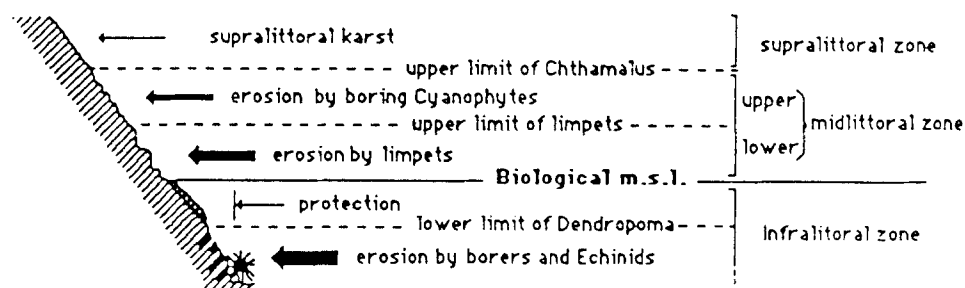 supralittoral karst
supralittoral zone
upper limit of Chthamalus
erosion by boring Cyanophytes
upper
upper limit of limpets
midlittoral zone
lower
erosion by limpets
Biological m.s.l.
protection
lower limit of Dendropoma
Infralitoral zone
erosion by borers and Echinids